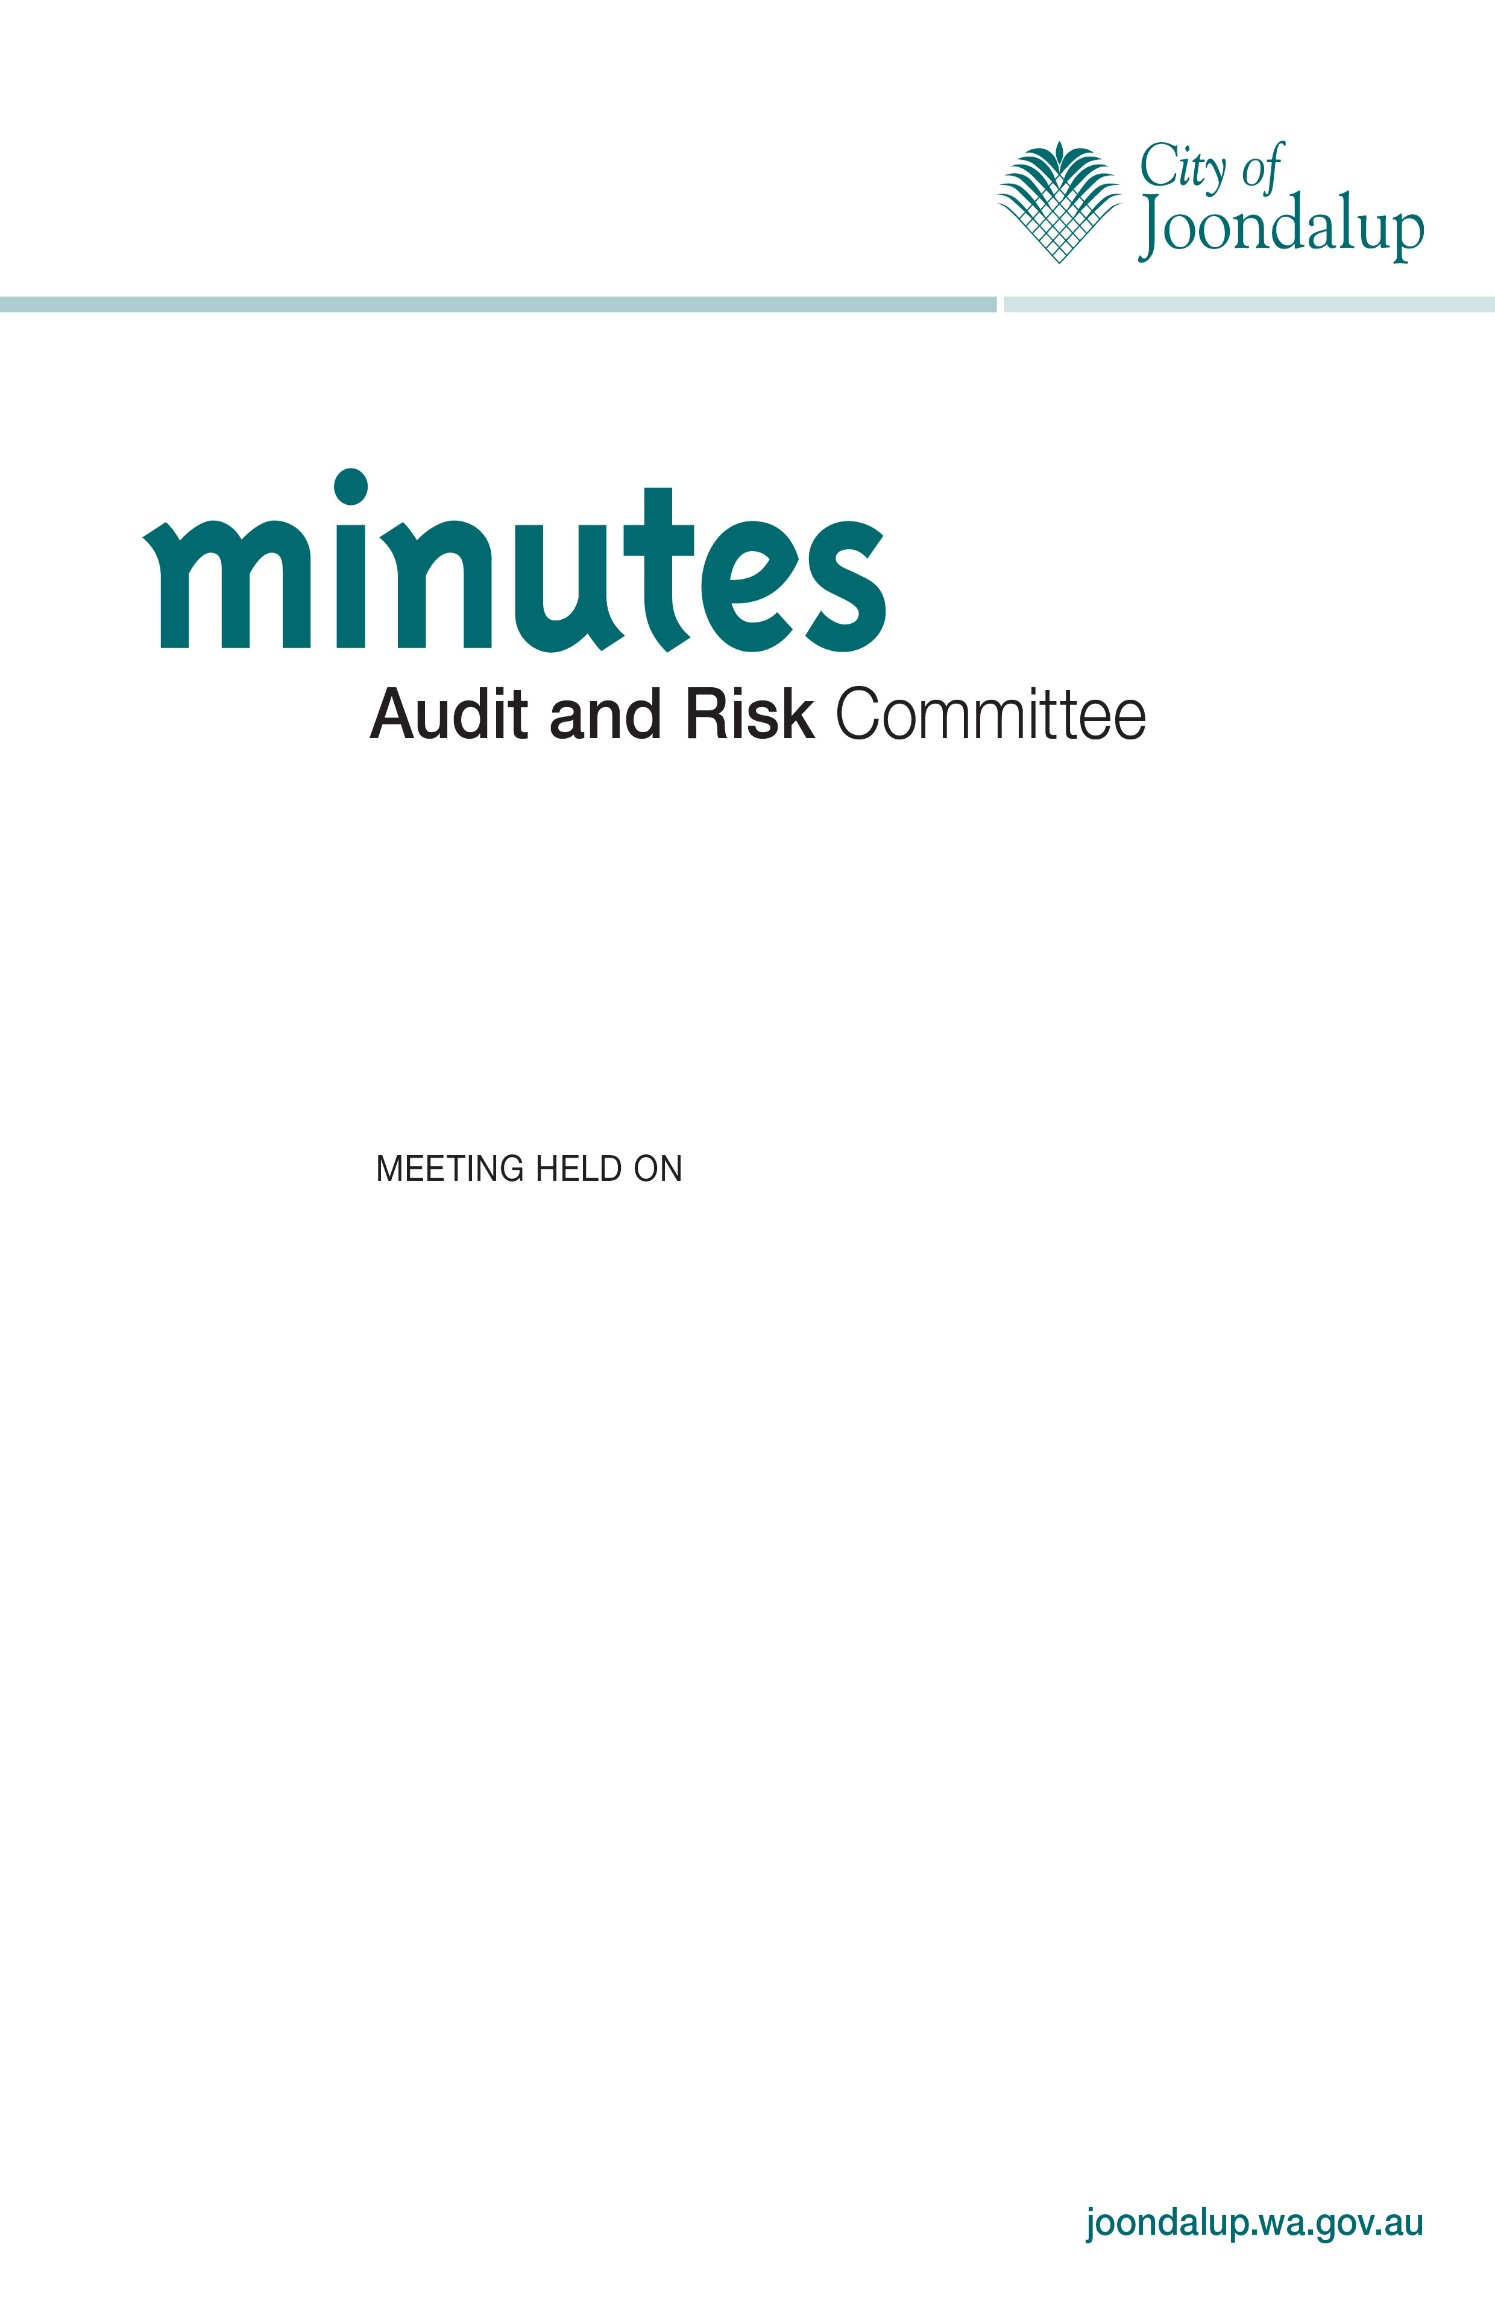 City of
Joondalup
minutes
Audit and Risk Committee
MEETING HELD ON
joondalup.wa.gov.au